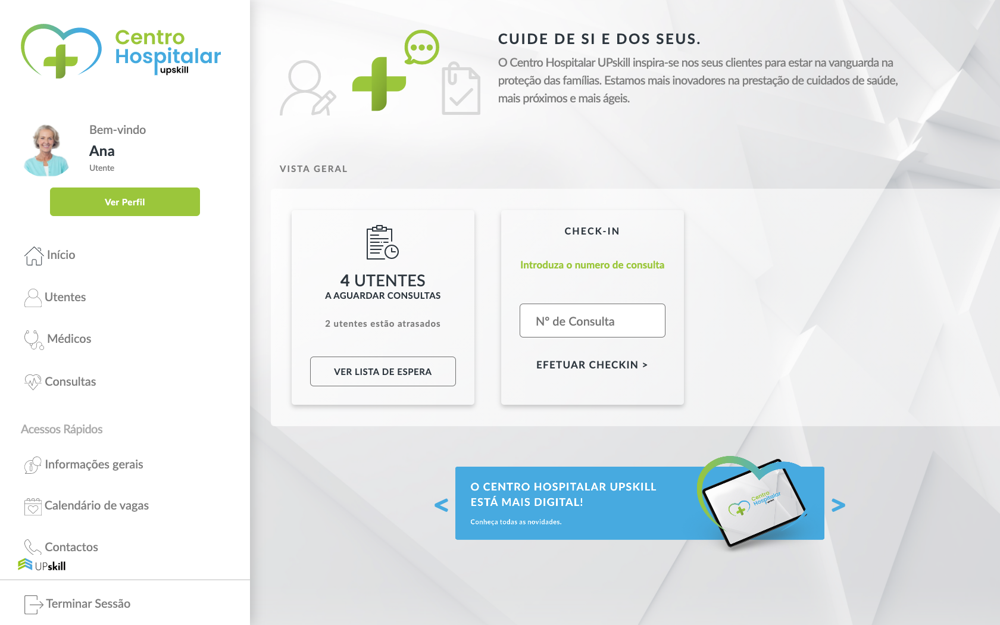 Centro
Hospitalar
upskill
Bem-vindo
Ana
Utente
Ver Perfil
Início
Utentes
Médicos
Consultas
Acessos Rápidos
Informações gerais
Calendário de vagas
Contactos
UPskill
Terminar Sessão
CUIDE DE SI E DOS SEUS.
O Centro Hospitalar UPskill inspira-se nos seus clientes para estar na vanguarda na
proteção das famílias. Estamos mais inovadores na prestação de cuidados de saúde,
mais próximos e mais ágeis.
VISTA GERAL
4 UTENTES
A AGUARDAR CONSULTAS
2 utentes estão atrasados
VER LISTA DE ESPERA
CHECK-IN
Introduza o numero de consulta
Nº de Consulta
EFETUAR CHECKIN >
<
O CENTRO HOSPITALAR UPSKILL
ESTÁ MAIS DIGITAL!
Conheça todas as novidades.
Centro
Hospitalar
upskill
>